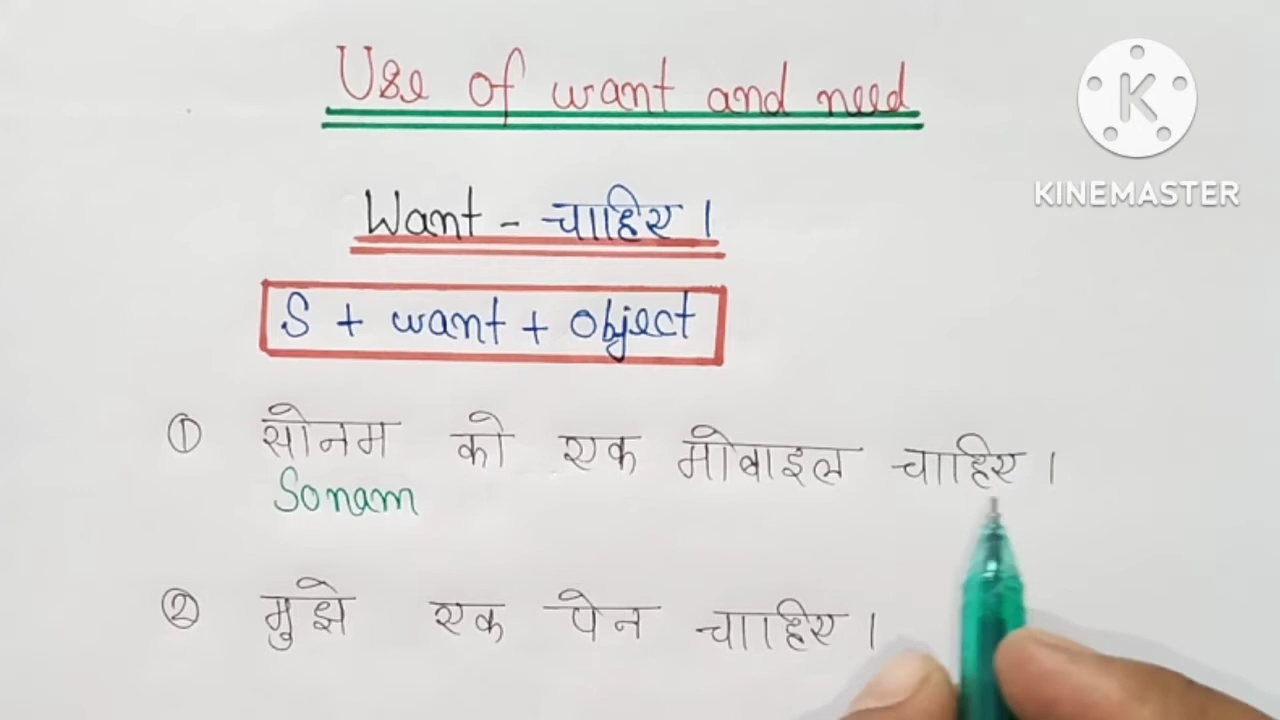 Use of want and need
K
KINEMASTER
Want - चाहिए।
S + want + object
① सोनम को एक मोबाइल चाहिए।
Sonam
② मुझे एक पेन चाहिए।